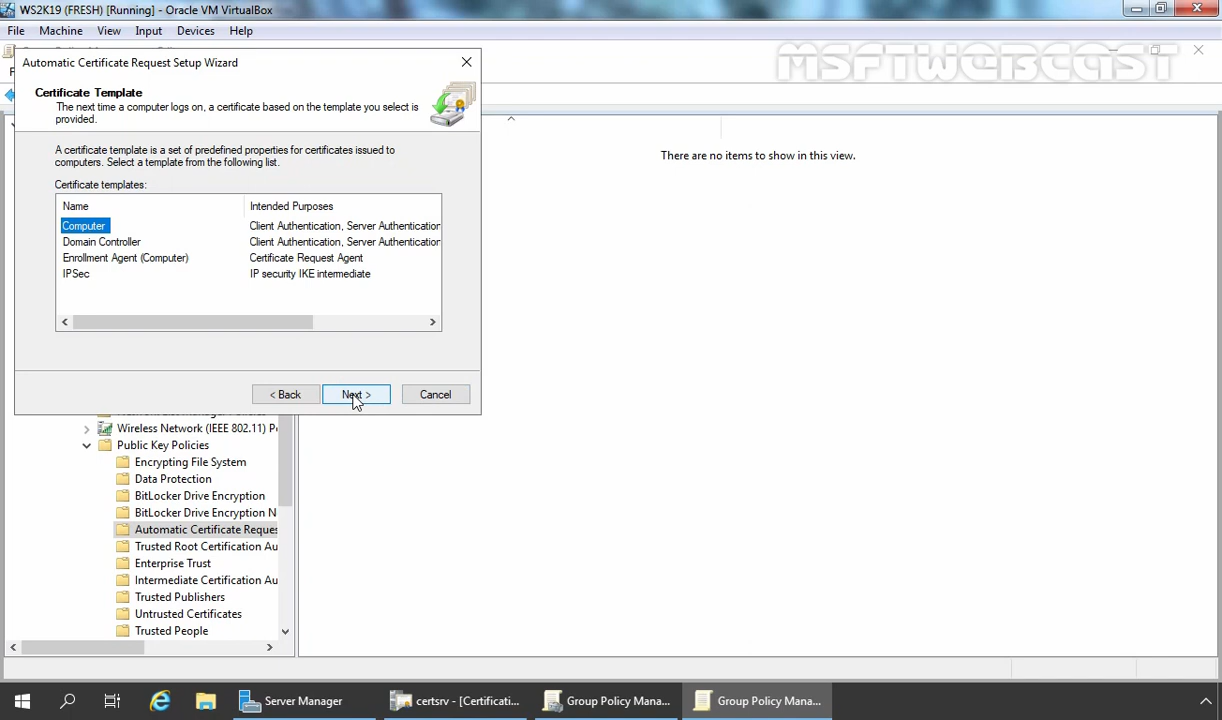 WS2K19 (FRESH) [Running] - Oracle VM VirtualBox
File Machine View Input Devices Help
MSFTWEBCAST
Automatic Certificate Request Setup Wizard
Certificate Template
The next time a computer logs on, a certificate based on the template you select is
provided.
A certificate template is a set of predefined properties for certificates issued to
computers. Select a template from the following list.
Certificate templates:
Name Intended Purposes
Computer Client Authentication, Server Authentication
Domain Controller Client Authentication, Server Authentication
Enrollment Agent (Computer) Certificate Request Agent
IPSec IP security IKE intermediate
< Back Next > Cancel
There are no items to show in this view.
Wireless Network (IEEE 802.11) P
Public Key Policies
Encrypting File System
Data Protection
BitLocker Drive Encryption
BitLocker Drive Encryption N
Automatic Certificate Reques
Trusted Root Certification Au
Enterprise Trust
Intermediate Certification Au
Trusted Publishers
Untrusted Certificates
Trusted People
Server Manager certsrv - [Certificati... Group Policy Mana... Group Policy Mana...